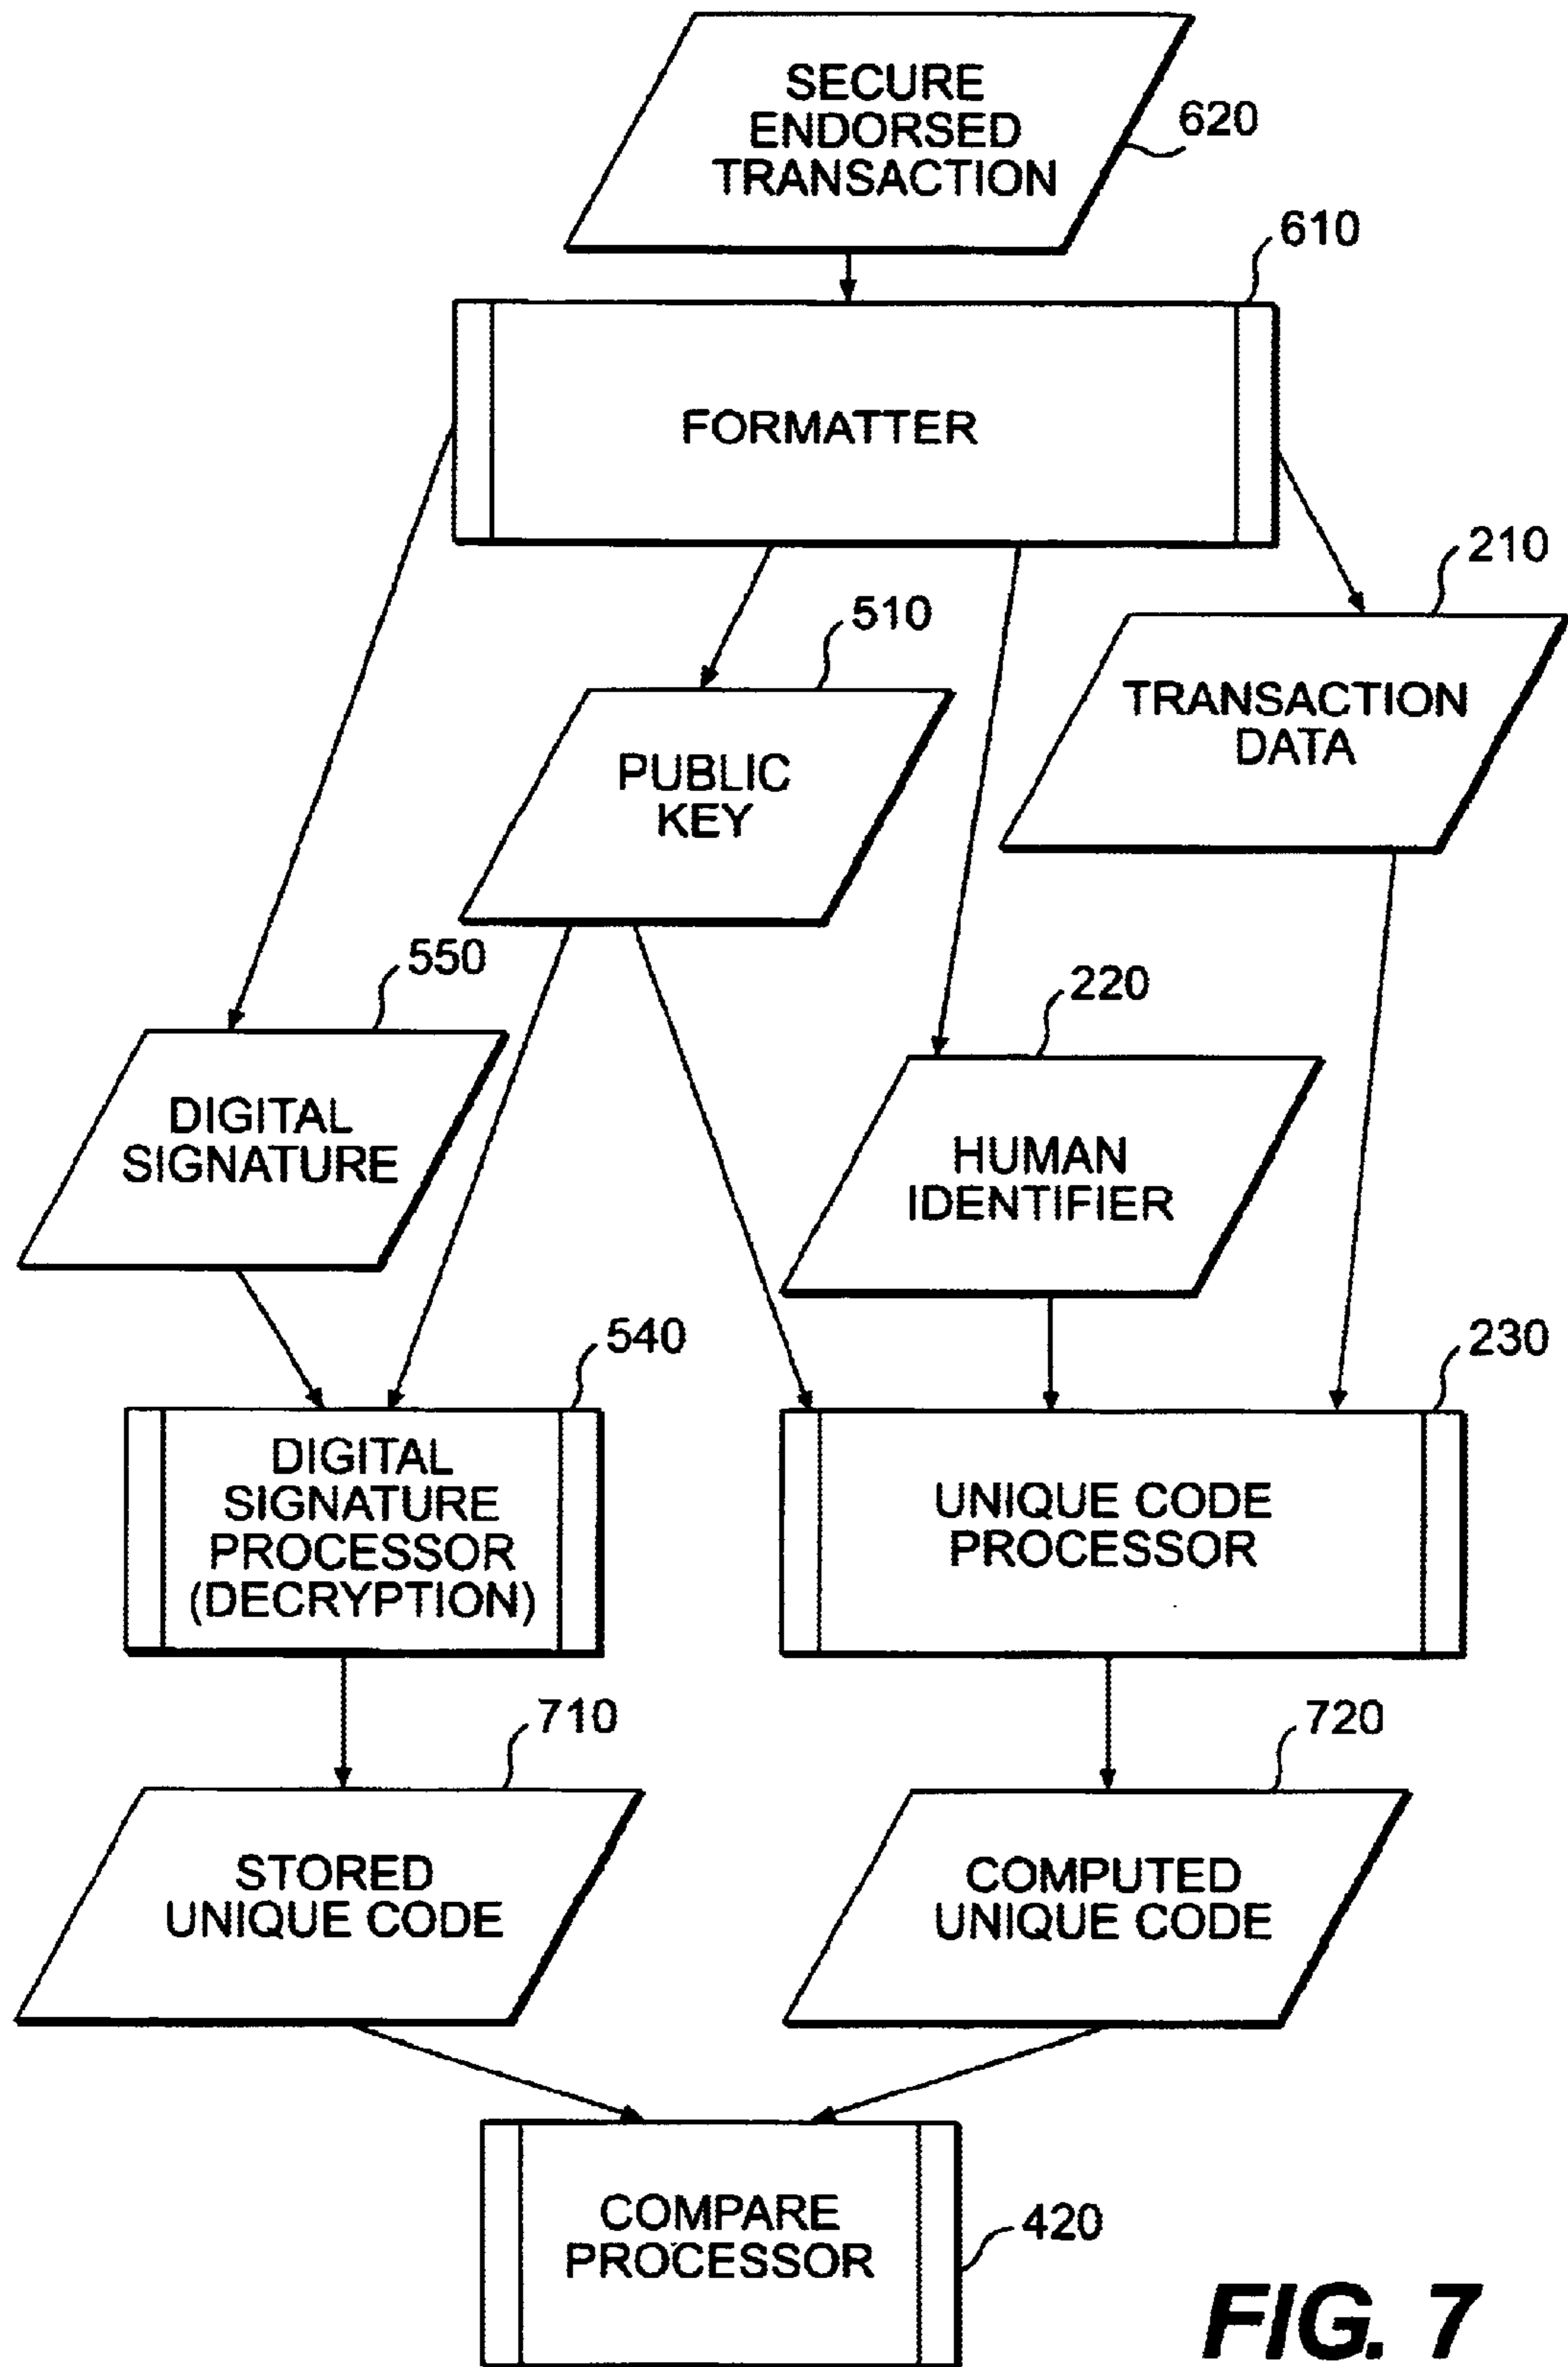 SECURE
ENDORSED
TRANSACTION
620
610
FORMATTER
210
510
TRANSACTION
DATA
PUBLIC
KEY
550
220
DIGITAL
SIGNATURE
HUMAN
IDENTIFIER
540
230
DIGITAL
SIGNATURE
PROCESSOR
(DECRYPTION)
UNIQUE CODE
PROCESSOR
710
720
STORED
UNIQUE CODE
COMPUTED
UNIQUE CODE
COMPARE
PROCESSOR
420
FIG. 7